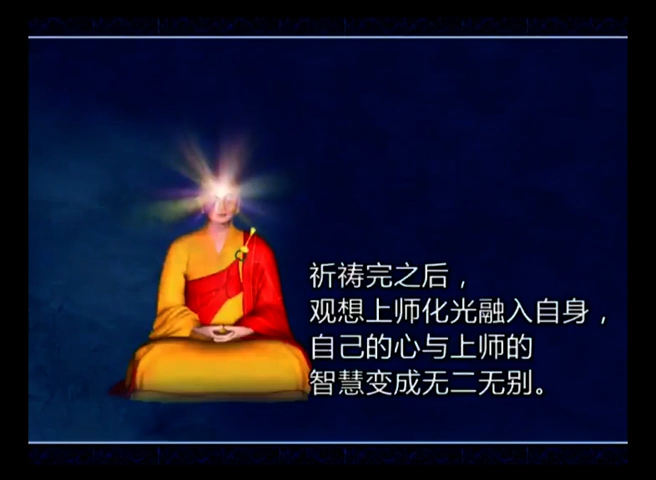 祈祷完之后，
观想上师化光融入自身，
自己的心与上师的
智慧变成无二无别。